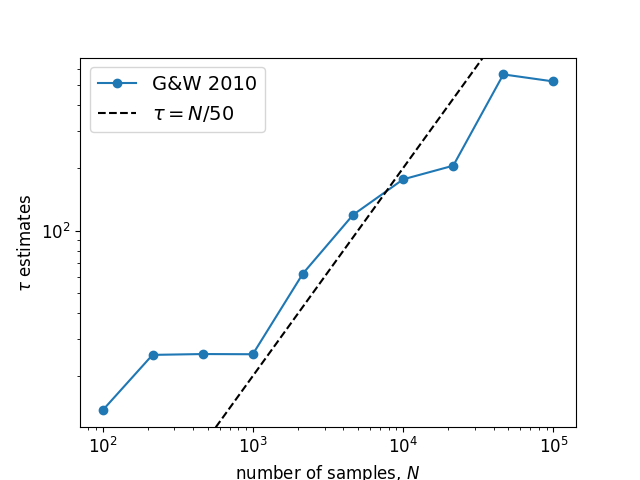 G&W 2010
τ = N/50
τ estimates
10²
10² 10³ 10⁴ 10⁵
number of samples, N